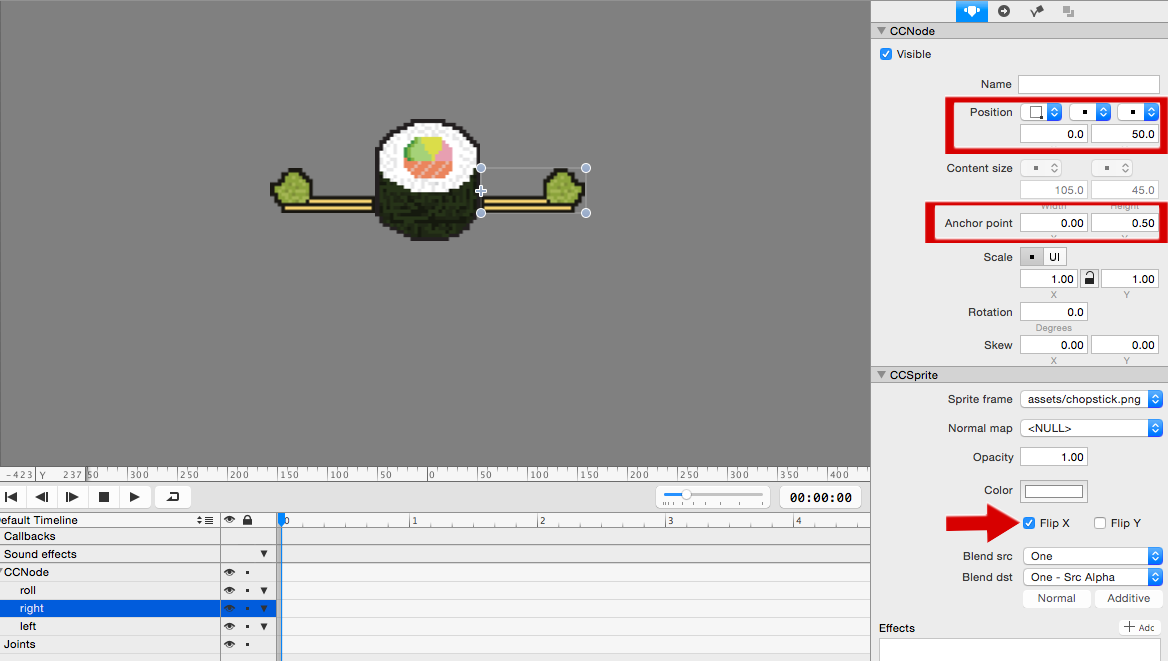 CCNode
Visible
Name
Position
0.0 50.0
Content size
105.0 45.0
Width Height
Anchor point 0.00 0.50
X Y
Scale UI
1.00 1.00
X Y
Rotation 0.0
Degrees
Skew 0.00 0.00
X Y
CCSprite
Sprite frame assets/chopstick.png
Normal map <NULL>
Opacity 1.00
Color
Flip X Flip Y
Blend src One
Blend dst One - Src Alpha
Normal Additive
Effects Add
-423 Y 237 50 300 250 200 150 100 50 0 50 100 150 200 250 300 350 400
00:00:00
efault Timeline 0 1 2 3 4
Callbacks
Sound effects
CCNode
roll
right
left
Joints